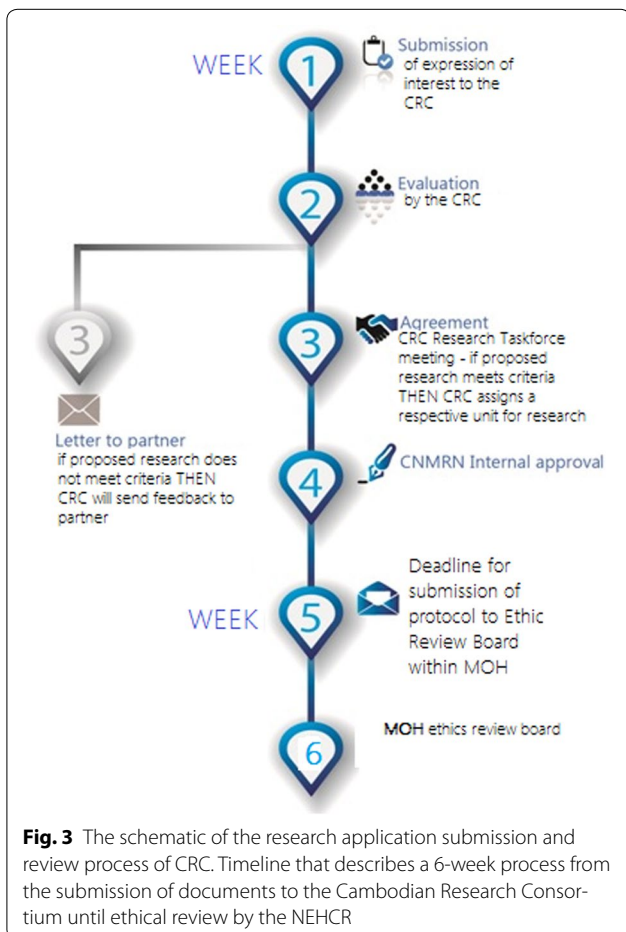 WEEK
1
Submission
of expression of
interest to the
CRC
2
Evaluation
by the CRC
3
Letter to partner
if proposed research does
not meet criteria THEN
CRC will send feedback to
partner
3
Agreement
CRC Research Taskforce
meeting - if proposed
research meets criteria
THEN CRC assigns a
respective unit for research
4
CNMRN Internal approval
WEEK
5
Deadline for
submission of
protocol to Ethic
Review Board
within MOH
6
MOH ethics review board
Fig. 3 The schematic of the research application submission and
review process of CRC. Timeline that describes a 6-week process from
the submission of documents to the Cambodian Research Consor-
tium until ethical review by the NEHCR